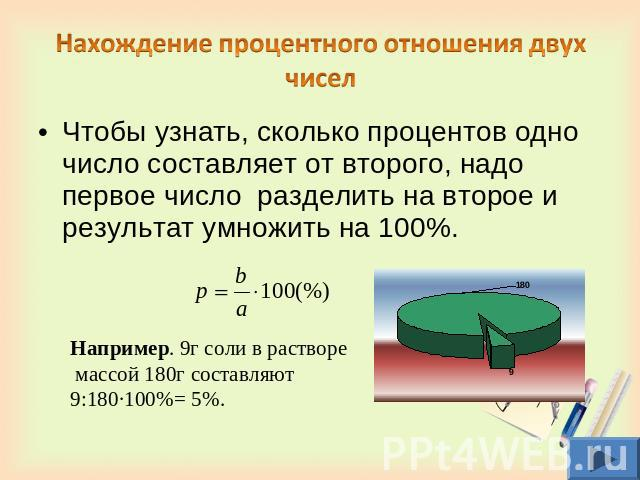 Нахождение процентного отношения двух
чисел
• Чтобы узнать, сколько процентов одно
число составляет от второго, надо
первое число разделить на второе и
результат умножить на 100%.
p = b/a ·100(%)
180
9
Например. 9г соли в растворе
массой 180г составляют
9:180·100%= 5%.
PPt4WEB.ru